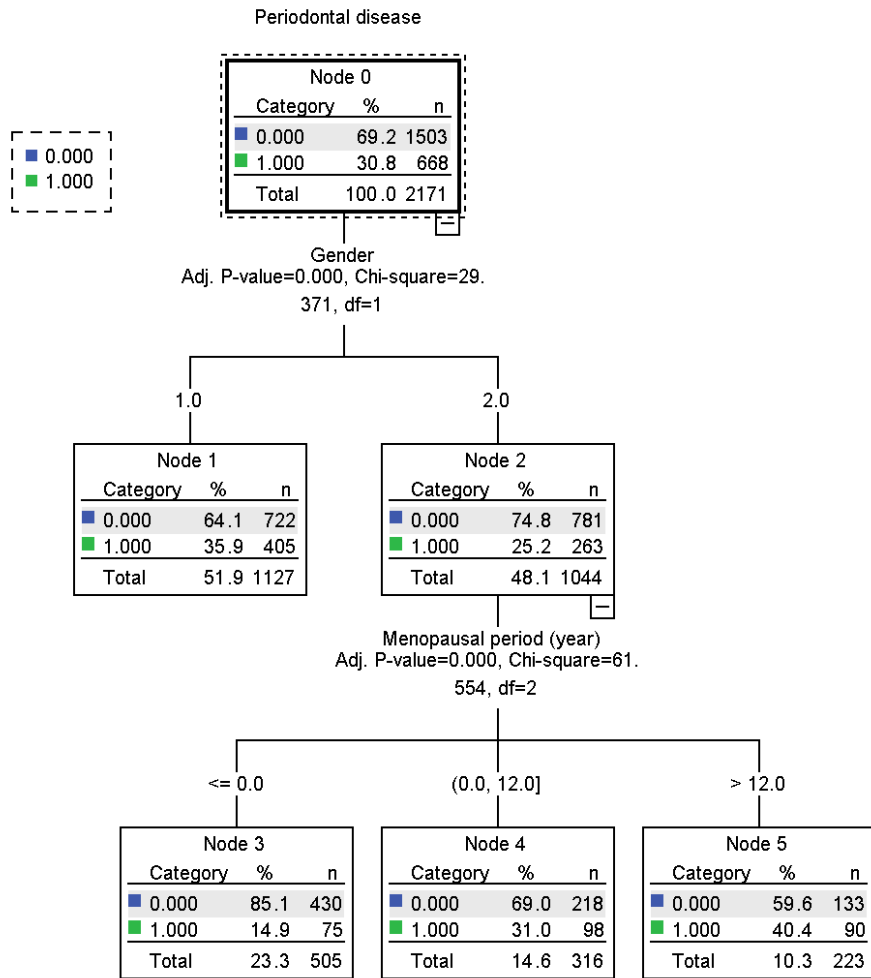 Periodontal disease
Node 0
Category % n
0.000 69.2 1503
1.000 30.8 668
Total 100.0 2171
0.000
1.000
Gender
Adj. P-value=0.000, Chi-square=29.
371, df=1
1.0
2.0
Node 1
Category % n
0.000 64.1 722
1.000 35.9 405
Total 51.9 1127
Node 2
Category % n
0.000 74.8 781
1.000 25.2 263
Total 48.1 1044
Menopausal period (year)
Adj. P-value=0.000, Chi-square=61.
554, df=2
<= 0.0
(0.0, 12.0]
> 12.0
Node 3
Category % n
0.000 85.1 430
1.000 14.9 75
Total 23.3 505
Node 4
Category % n
0.000 69.0 218
1.000 31.0 98
Total 14.6 316
Node 5
Category % n
0.000 59.6 133
1.000 40.4 90
Total 10.3 223